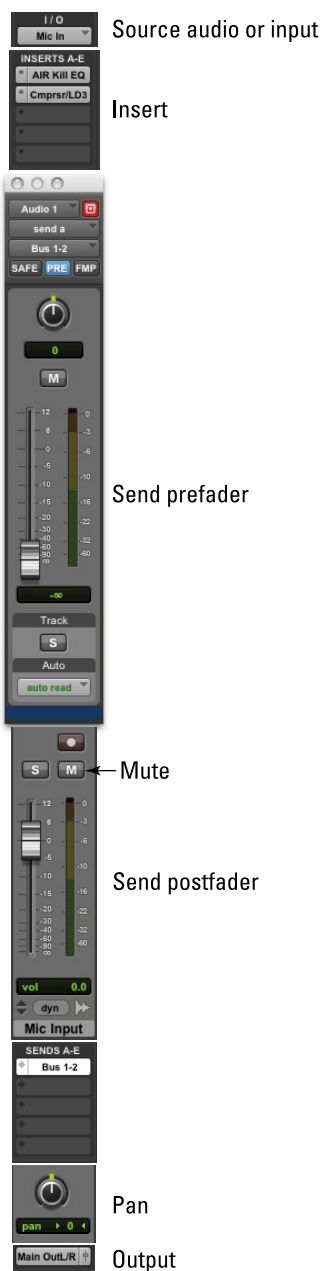 I / O
Mic In
Source audio or input
INSERTS A-E
AIR Kill EQ
Cmprsr/LD3
Insert
Audio 1
send a
Bus 1-2
SAFE PRE FMP
0
M
12 0
6 -3
0 -6
-5
-10 -10
-15 -16
-20 -22
-30
-40 -32
-60
-90 -60
∞
Send prefader
-∞
Track
S
Auto
auto read
S M
Mute
12 0
6 -3
0 -6
-5
-10 -10
-15 -16
-20 -22
-30
-40 -32
-60
-90 -60
∞
Send postfader
vol 0.0
dyn
Mic Input
SENDS A-E
Bus 1-2
pan 0
Pan
Main OutL/R
Output